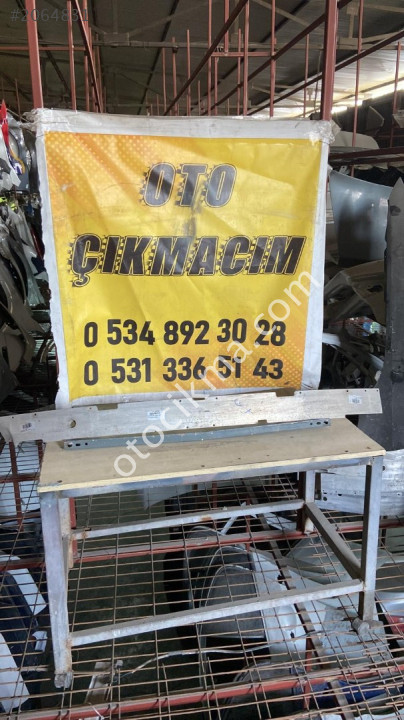 OTO
ÇIKMACIM
0 534 892 30 28
0 531 336 51 43
otocikma.com